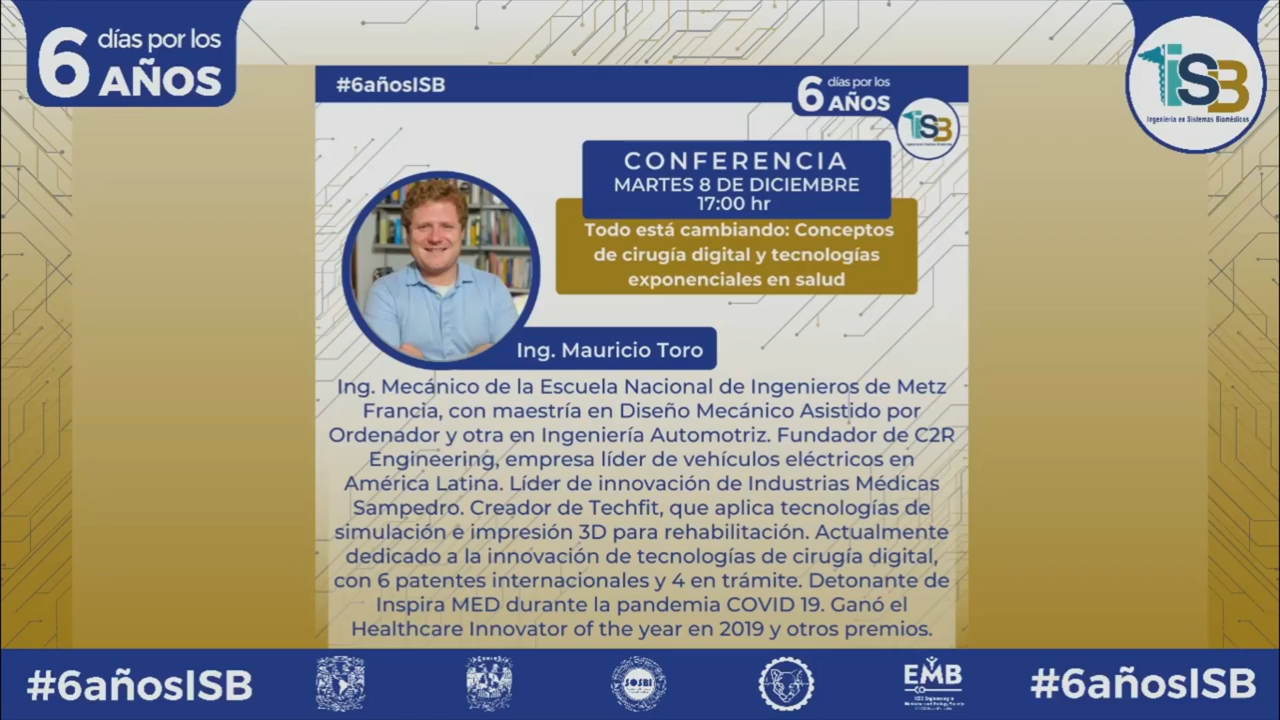 6 días por los
AÑOS
iSB
Ingeniería en Sistemas Biomédicos
#6añosISB
6 días por los
AÑOS
iSB
CONFERENCIA
MARTES 8 DE DICIEMBRE
17:00 hr
Todo está cambiando: Conceptos
de cirugía digital y tecnologías
exponenciales en salud
Ing. Mauricio Toro
Ing. Mecánico de la Escuela Nacional de Ingenieros de Metz
Francia, con maestría en Diseño Mecánico Asistido por
Ordenador y otra en Ingeniería Automotriz. Fundador de C2R
Engineering, empresa líder de vehículos eléctricos en
América Latina. Líder de innovación de Industrias Médicas
Sampedro. Creador de Techfit, que aplica tecnologías de
simulación e impresión 3D para rehabilitación. Actualmente
dedicado a la innovación de tecnologías de cirugía digital,
con 6 patentes internacionales y 4 en trámite. Detonante de
Inspira MED durante la pandemia COVID 19. Ganó el
Healthcare Innovator of the year en 2019 y otros premios.
#6añosISB
SOSBI
EMB
#6añosISB